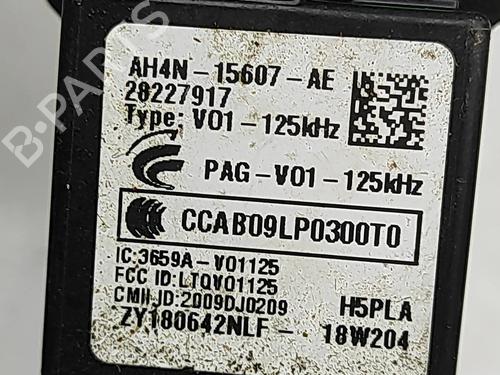 AH4N-15607-AE
28227917
Type: V01-125kHz
PAG-V01-125kHz
CCAB09LP0300T0
IC:3659A-V01125
FCC ID:LTQV01125
CMII ID:2009DJ0209
H5PLA
ZY180642NLF- 18W204
B-PARTS